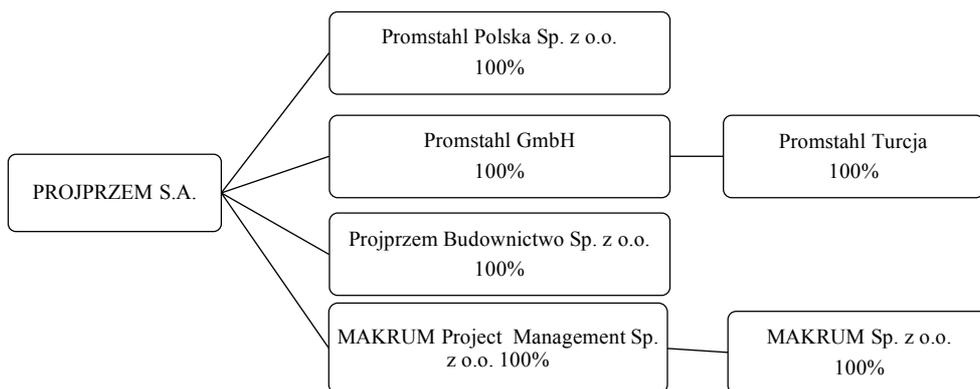 PROJPRZEM S.A.
Promstahl Polska Sp. z o.o.
100%
Promstahl GmbH
100%
Promstahl Turcja
100%
Projprzem Budownictwo Sp. z o.o.
100%
MAKRUM Project Management Sp.
z o.o. 100%
MAKRUM Sp. z o.o.
100%